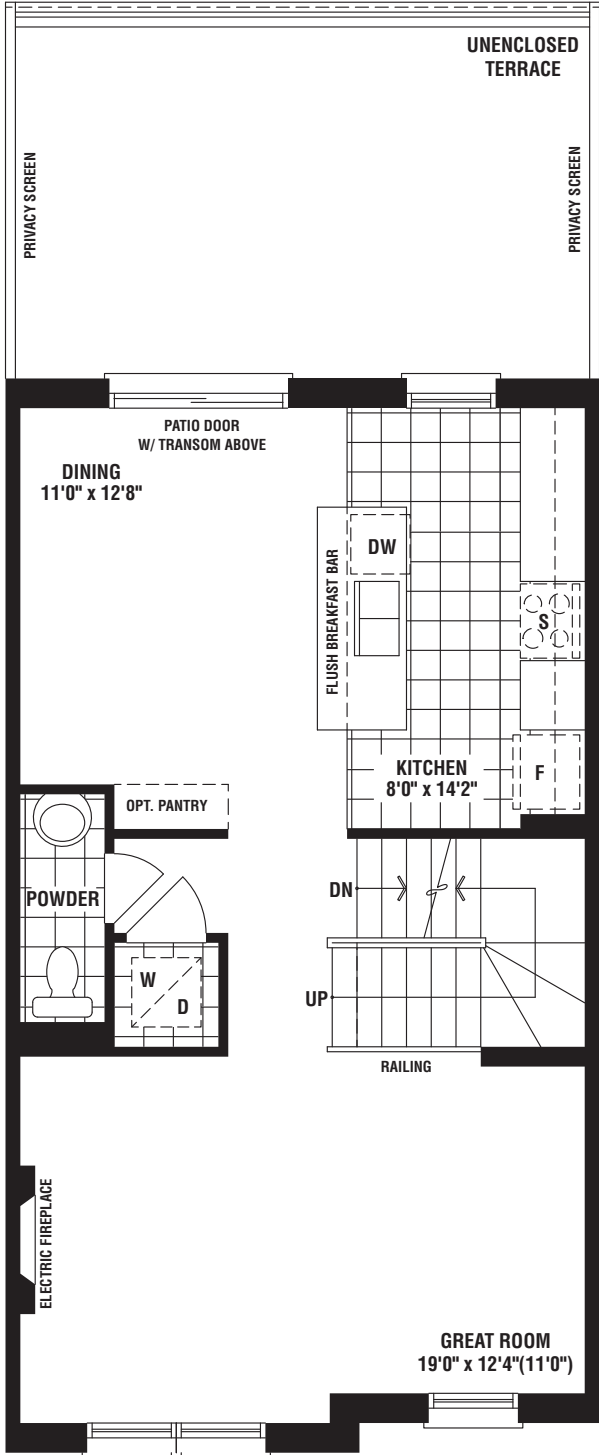 UNENCLOSED
TERRACE
PRIVACY SCREEN
PRIVACY SCREEN
PATIO DOOR
W/ TRANSOM ABOVE
DINING
11'0" x 12'8"
DW
FLUSH BREAKFAST BAR
S
KITCHEN
8'0" x 14'2"
F
OPT. PANTRY
POWDER
DN
W
D
UP
RAILING
ELECTRIC FIREPLACE
GREAT ROOM
19'0" x 12'4"(11'0")